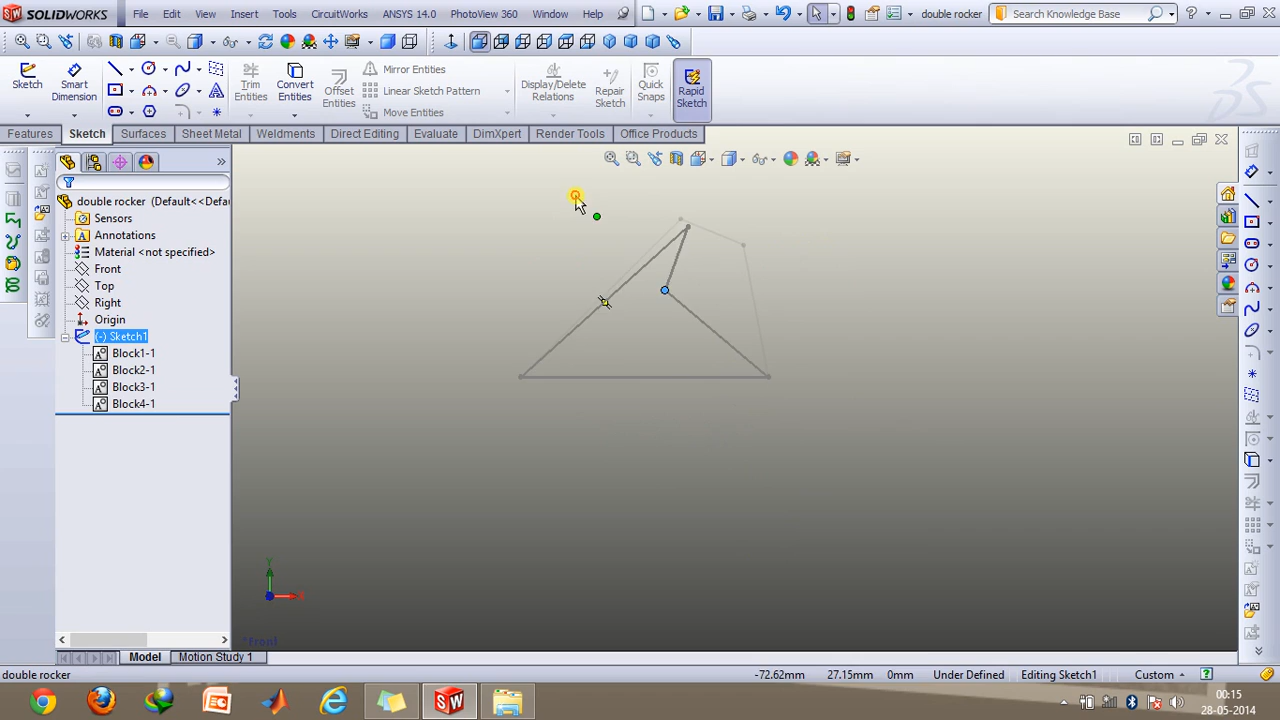 SOLIDWORKS File Edit View Insert Tools CircuitWorks ANSYS 14.0 PhotoView 360 Window Help double rocker Search Knowledge Base
Sketch Smart Dimension Trim Entities Convert Entities Offset Entities Mirror Entities Linear Sketch Pattern Move Entities Display/Delete Relations Repair Sketch Quick Snaps Rapid Sketch
Features Sketch Surfaces Sheet Metal Weldments Direct Editing Evaluate DimXpert Render Tools Office Products
double rocker (Default<<Defau
Sensors
Annotations
Material <not specified>
Front
Top
Right
Origin
(-) Sketch1
Block1-1
Block2-1
Block3-1
Block4-1
Y
X
*Front
Model Motion Study 1
double rocker -72.62mm 27.15mm 0mm Under Defined Editing Sketch1 Custom
00:15
28-05-2014